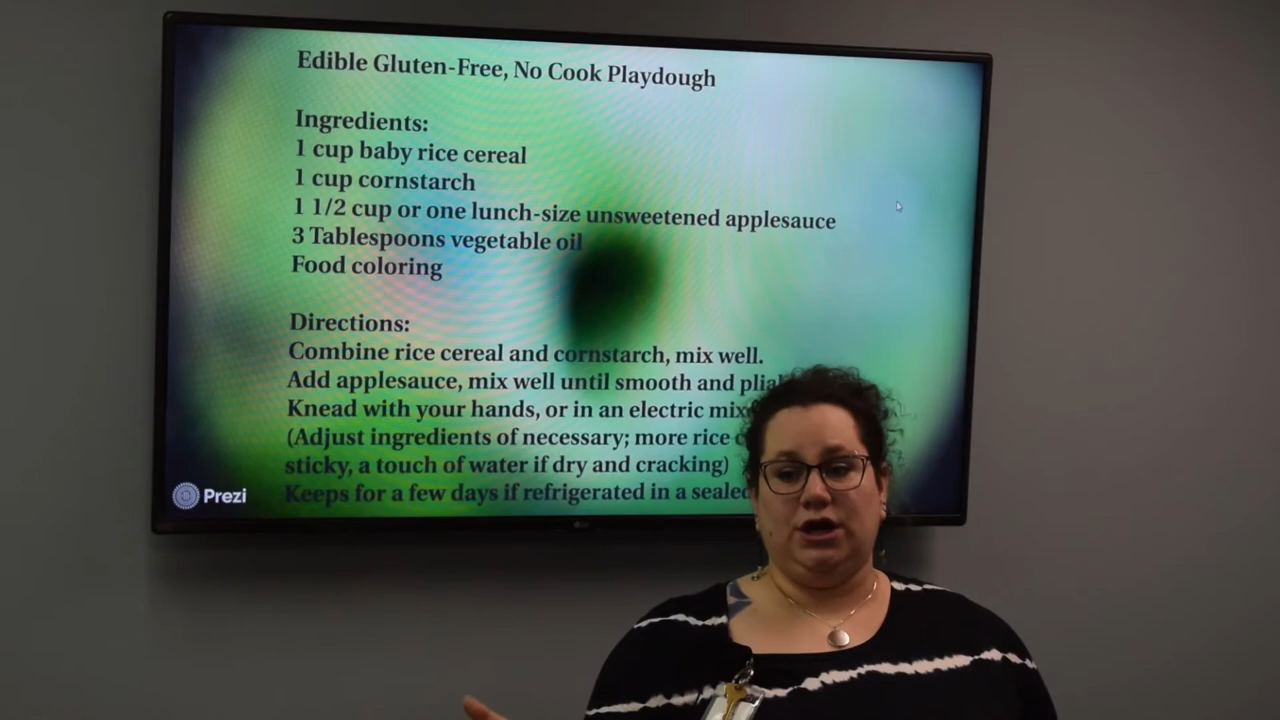 Edible Gluten-Free, No Cook Playdough
Ingredients:
1 cup baby rice cereal
1 cup cornstarch
1 1/2 cup or one lunch-size unsweetened applesauce
3 Tablespoons vegetable oil
Food coloring
Directions:
Combine rice cereal and cornstarch, mix well.
Add applesauce, mix well until smooth and
Knead with your hands, or in an electric
(Adjust ingredients of necessary; more rice
sticky, a touch of water if dry and cracking)
Keeps for a few days if refrigerated in a
Prezi
LG